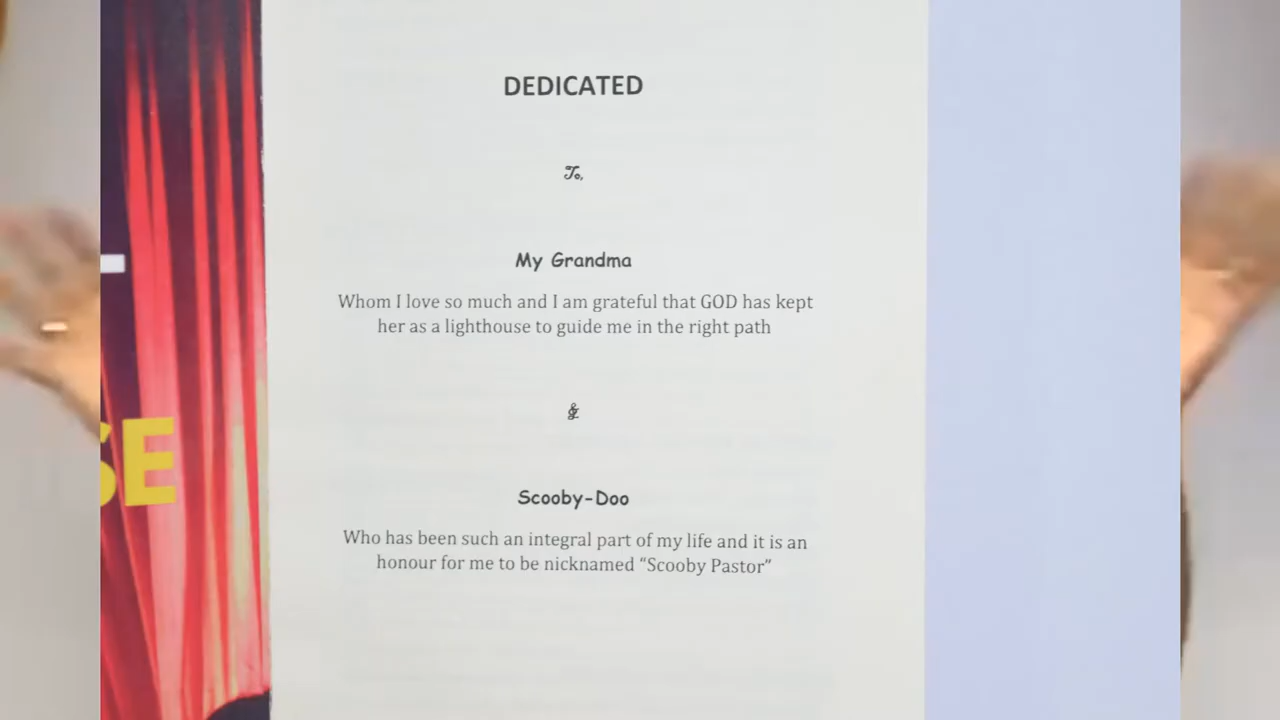 DEDICATED
To,
My Grandma
Whom I love so much and I am grateful that GOD has kept
her as a lighthouse to guide me in the right path
&
Scooby-Doo
Who has been such an integral part of my life and it is an
honour for me to be nicknamed “Scooby Pastor”